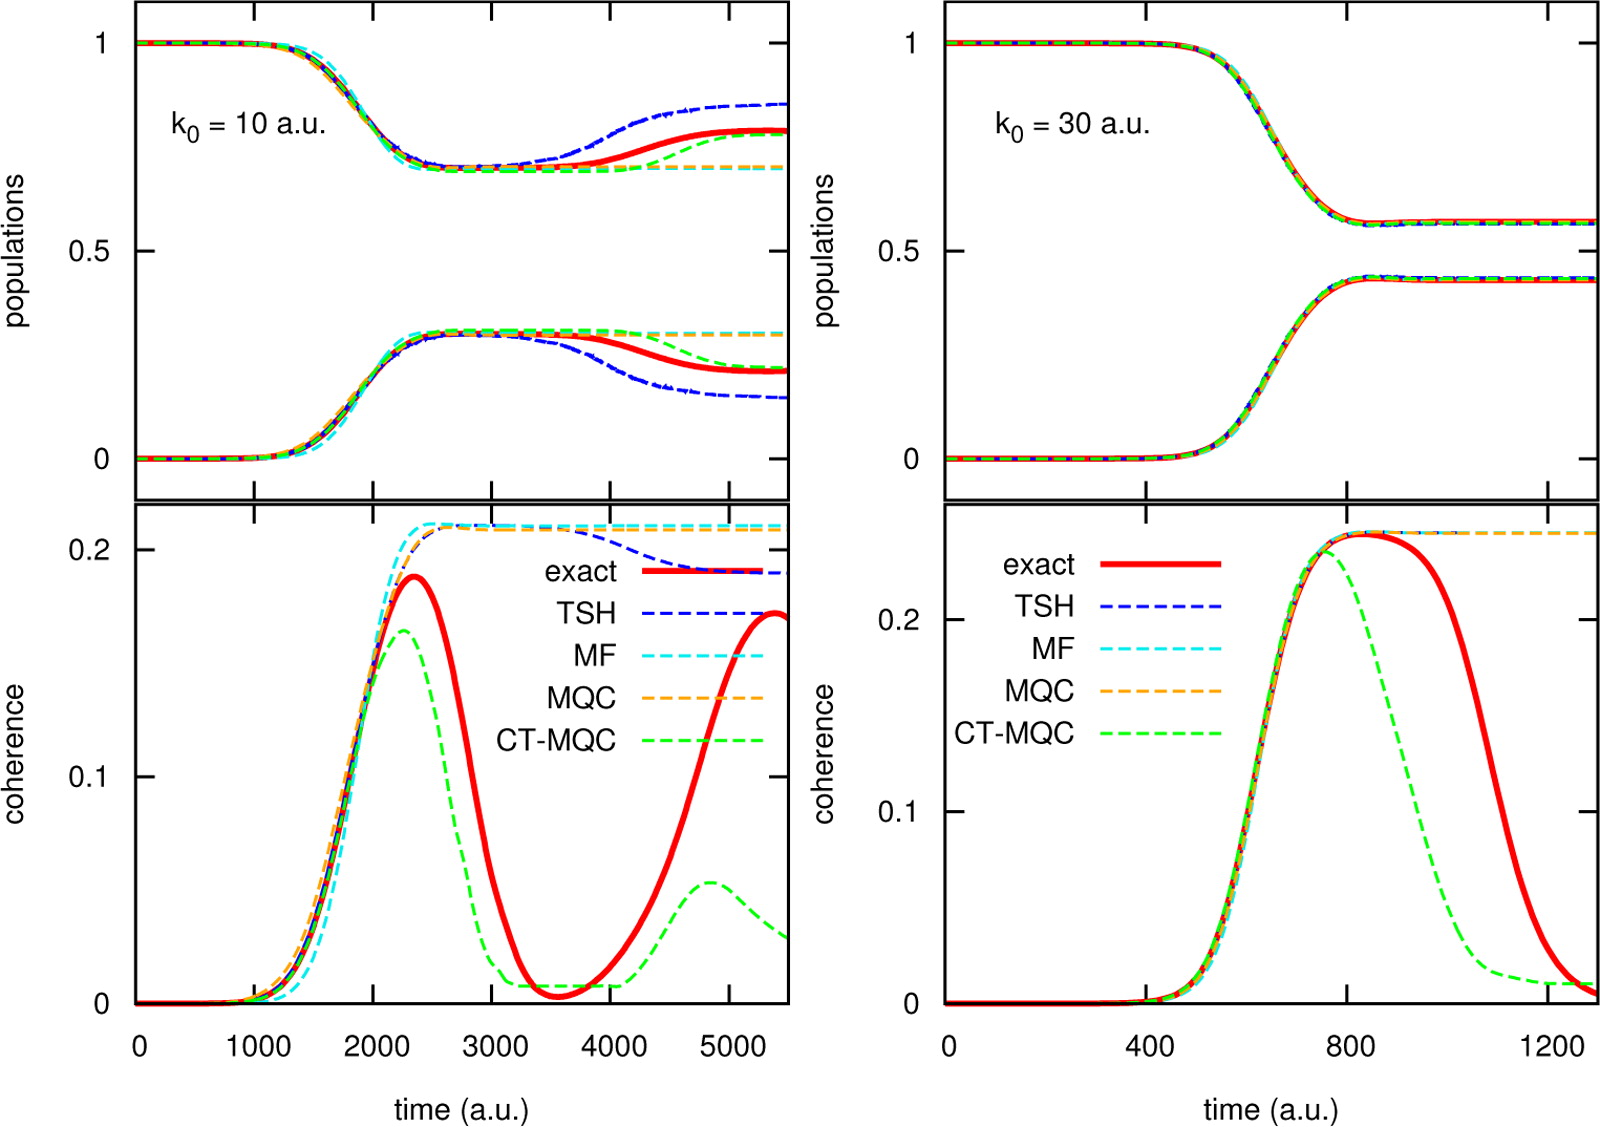 populations
1
0.5
0
k0 = 10 a.u.
populations
1
0.5
0
k0 = 30 a.u.
coherence
0.2
0.1
0
exact
TSH
MF
MQC
CT-MQC
0 1000 2000 3000 4000 5000
time (a.u.)
coherence
0.2
0.1
0
exact
TSH
MF
MQC
CT-MQC
0 400 800 1200
time (a.u.)